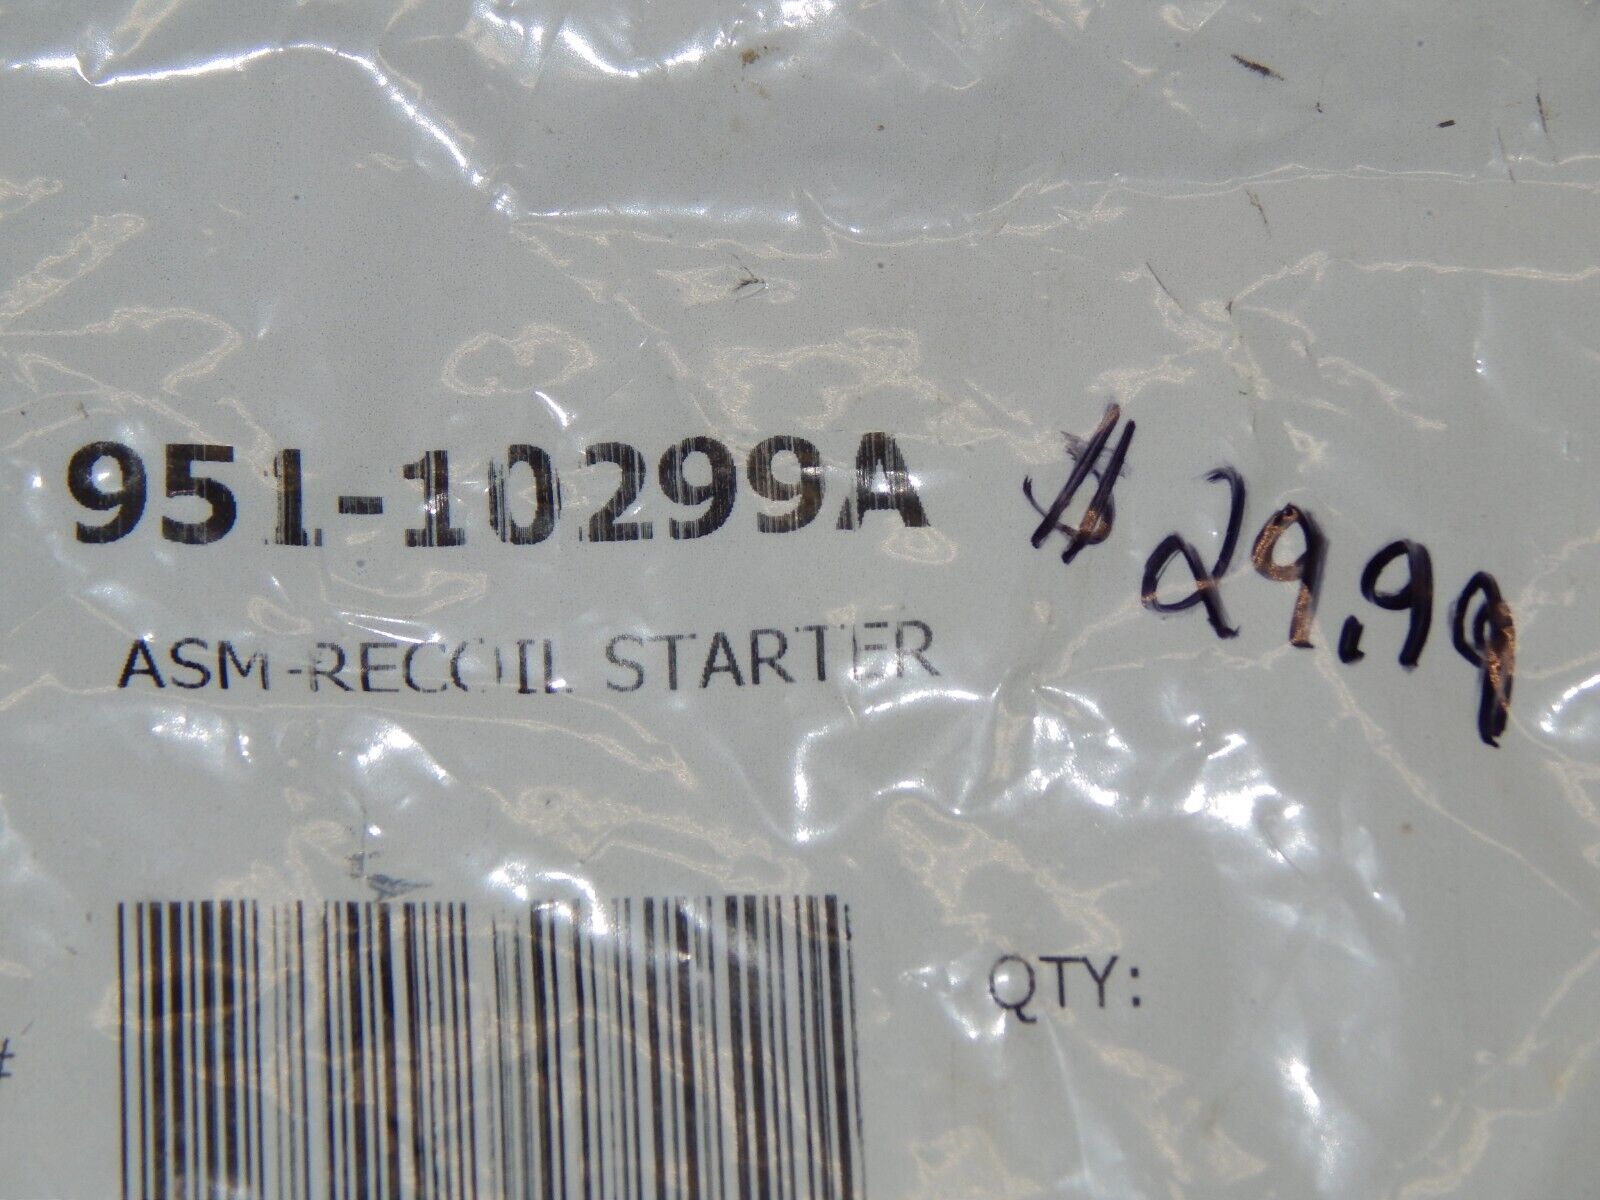 951-10299A
$29.99
ASM-RECOIL STARTER
QTY:
#